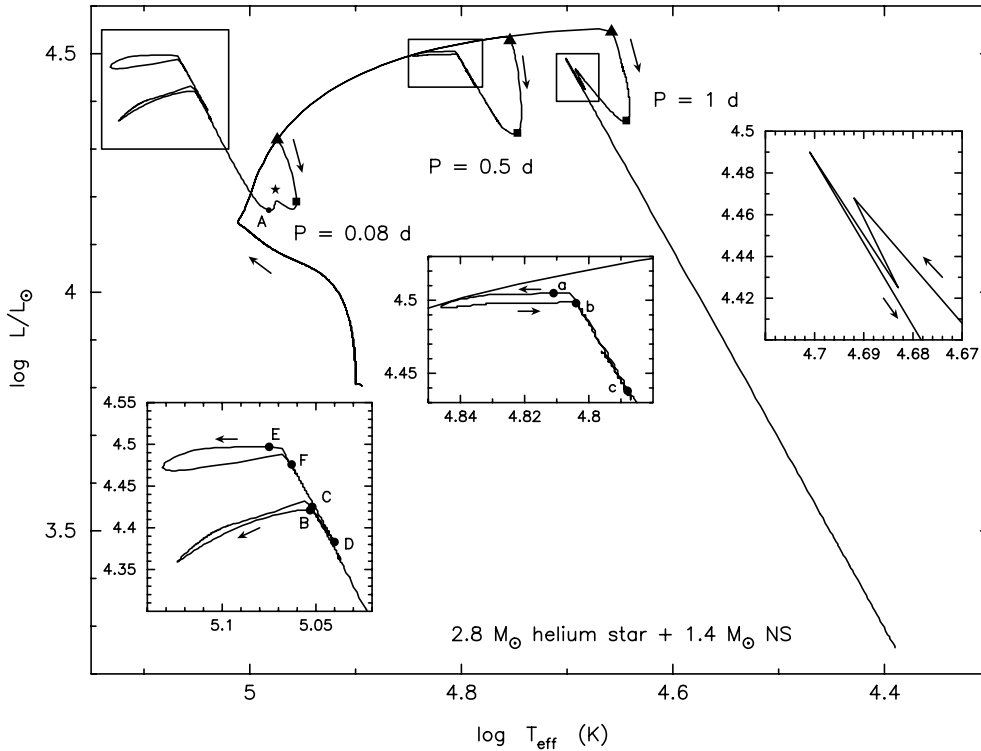 4.5
4
3.5
log L/L☉
5
4.8
4.6
4.4
log T_eff (K)
P = 1 d
P = 0.5 d
P = 0.08 d
A
2.8 M☉ helium star + 1.4 M☉ NS
4.5
4.48
4.46
4.44
4.42
4.7
4.69
4.68
4.67
4.5
4.45
a
b
c
4.84
4.82
4.8
4.55
4.5
4.45
4.4
4.35
E
F
C
B
D
5.1
5.05